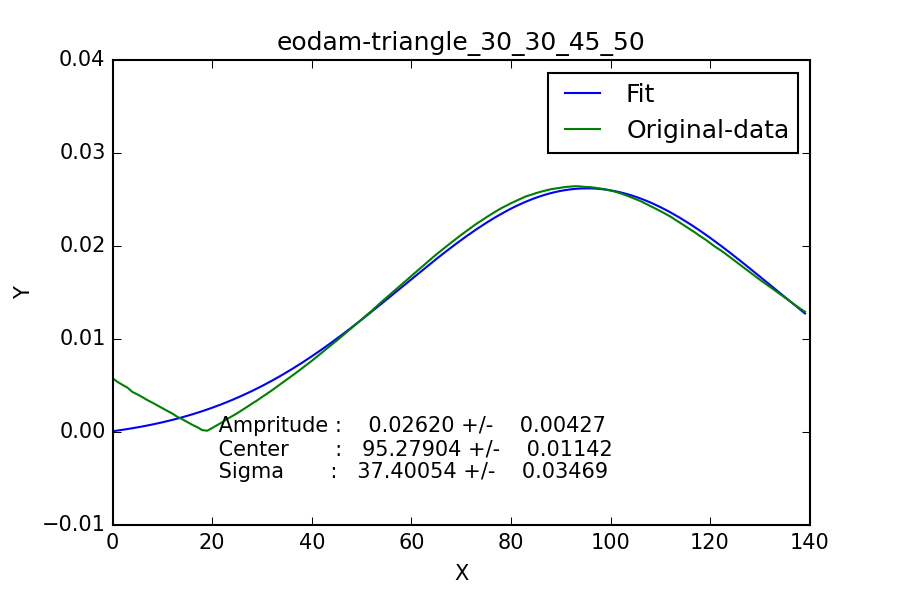 eodam-triangle_30_30_45_50
0.04
0.03
0.02
0.01
0.00
−0.01
Y
Fit
Original-data
Ampritude : 0.02620 +/- 0.00427
Center : 95.27904 +/- 0.01142
Sigma : 37.40054 +/- 0.03469
0 20 40 60 80 100 120 140
X